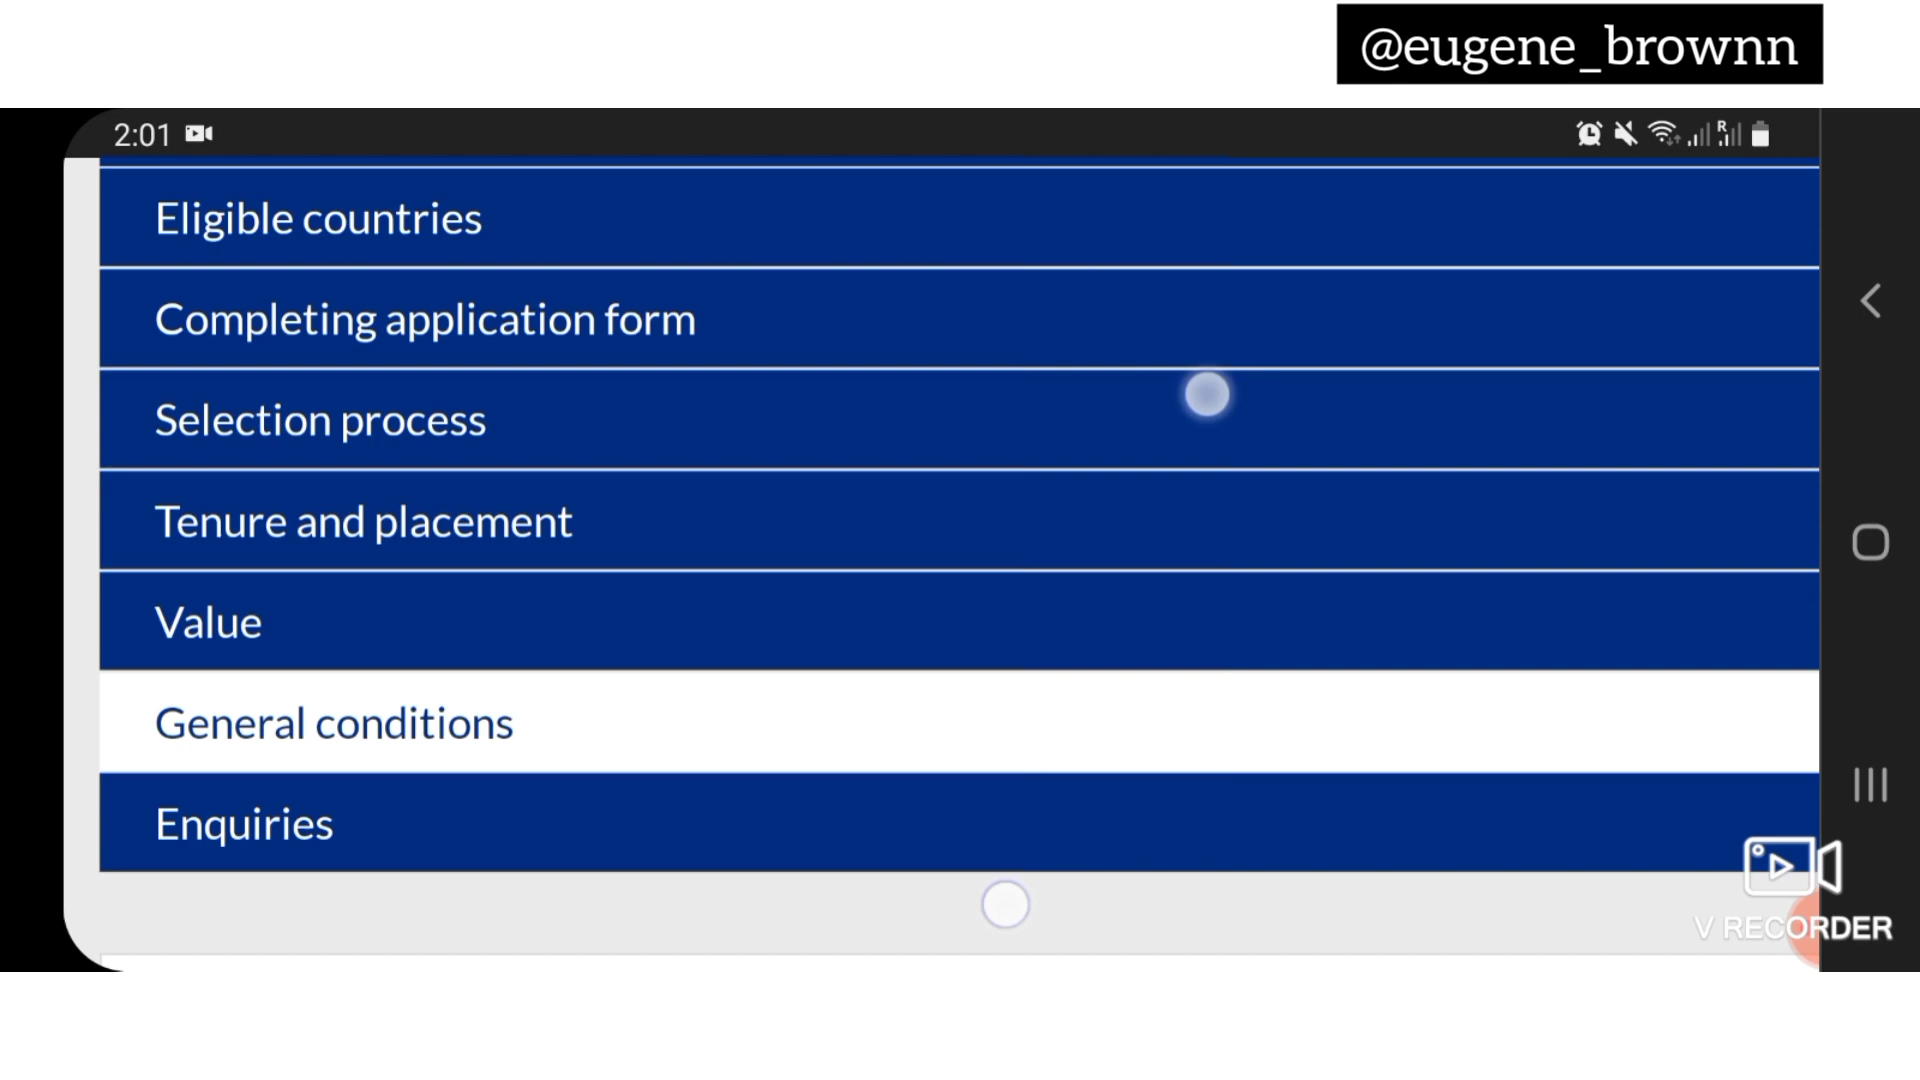 @eugene_brownn
2:01
R
Eligible countries
Completing application form
Selection process
Tenure and placement
Value
General conditions
Enquiries
V RECORDER